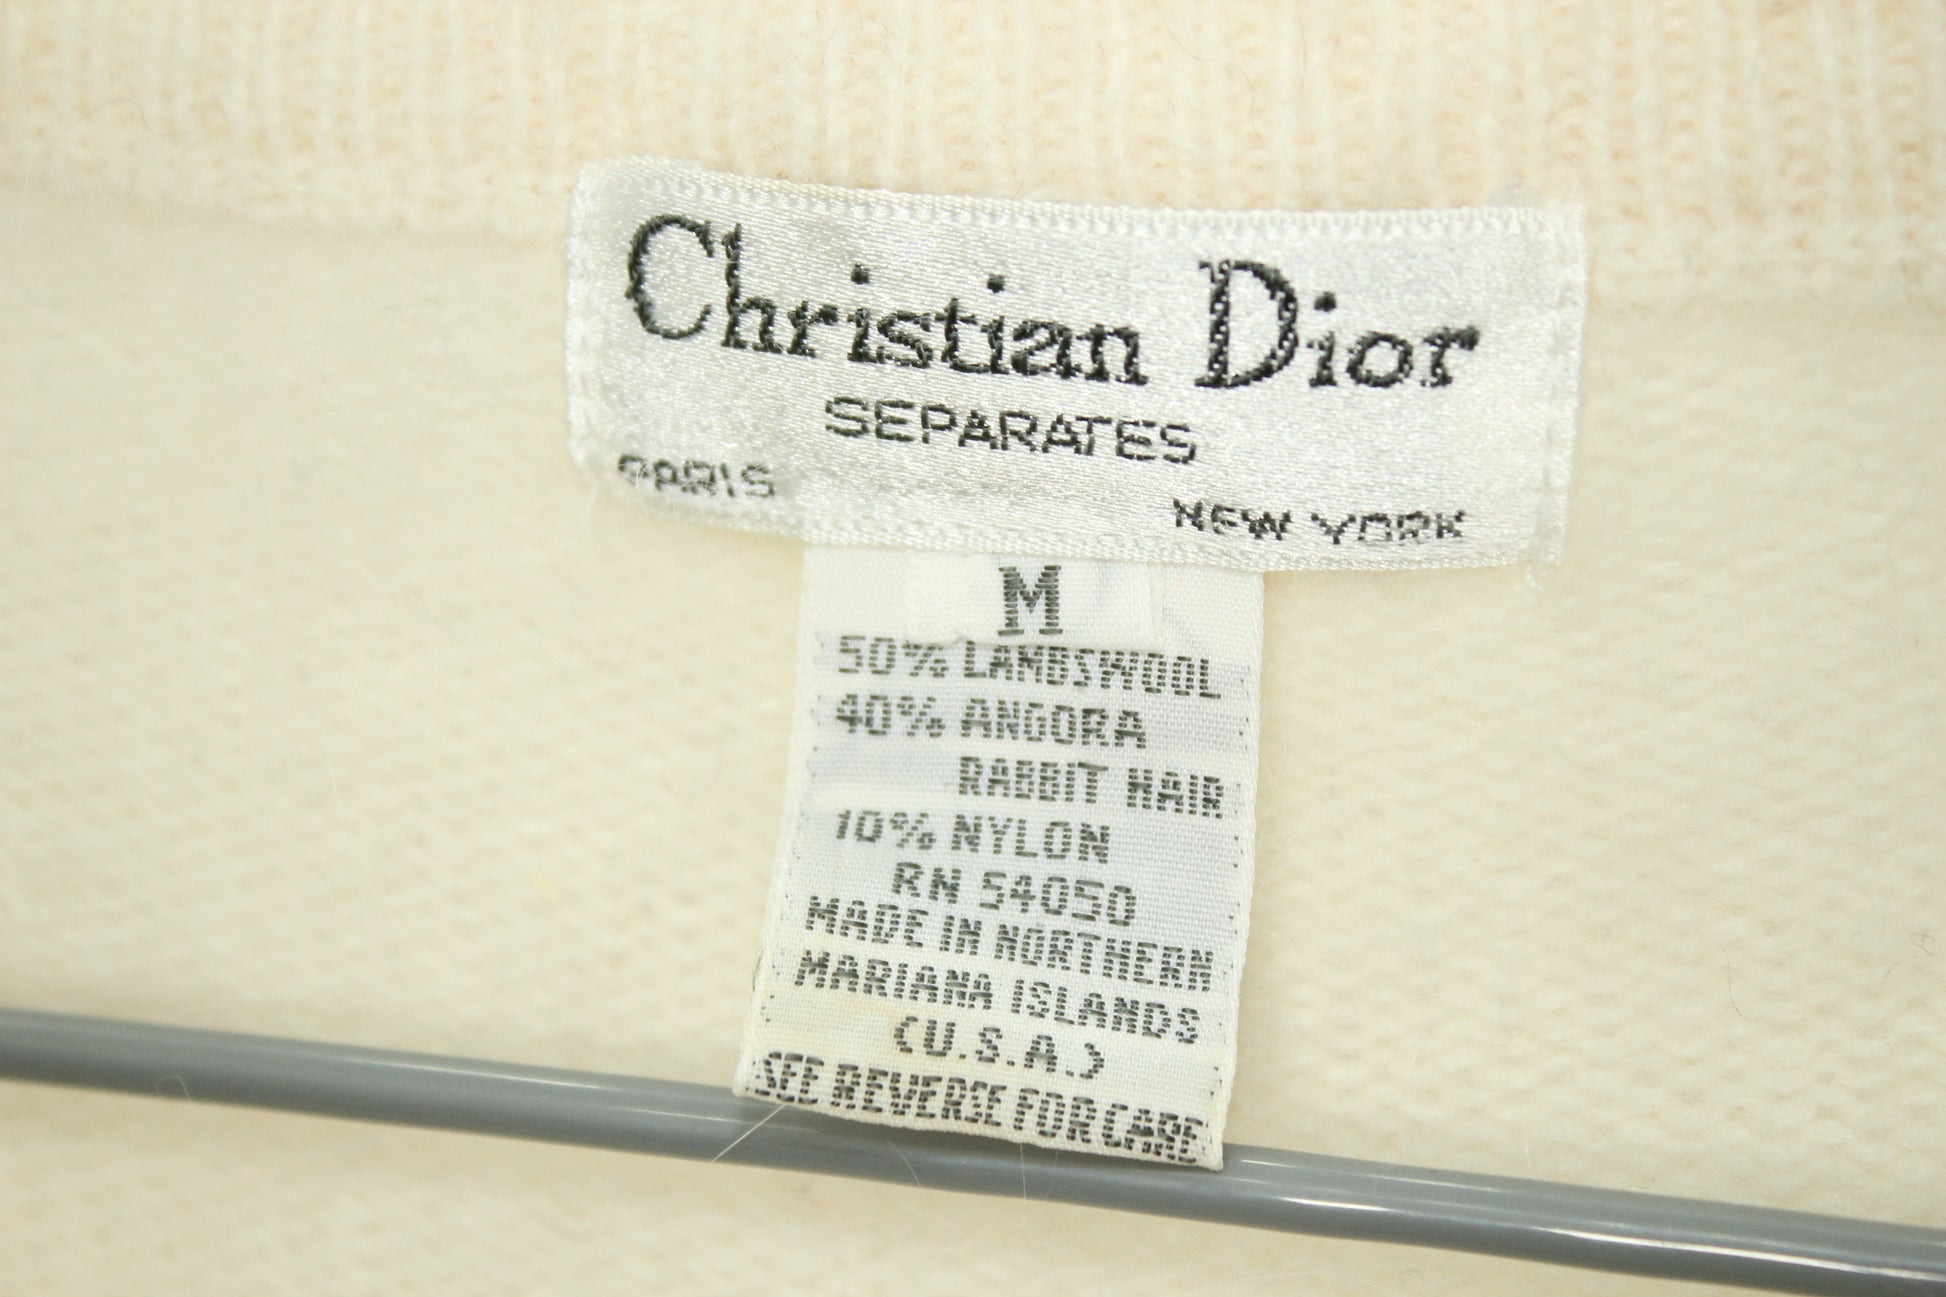 Christian Dior
SEPARATES
PARIS NEW YORK
M
50% LAMBSWOOL
40% ANGORA
RABBIT HAIR
10% NYLON
RN 54050
MADE IN NORTHERN
MARIANA ISLANDS
(U.S.A.)
SEE REVERSE FOR CARE